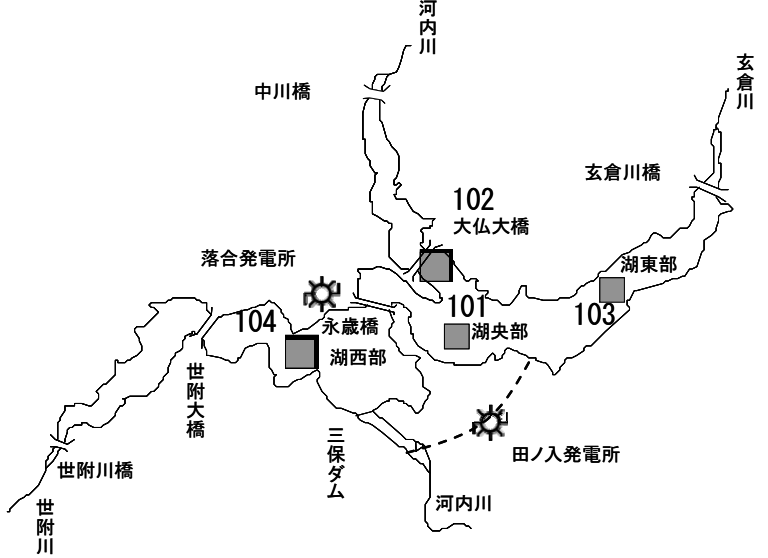 河内川
玄倉川
中川橋
玄倉川橋
102
大仏大橋
落合発電所
湖東部
101
103
104
永歳橋
湖央部
湖西部
世附大橋
三保ダム
田ノ入発電所
世附川橋
河内川
世附川